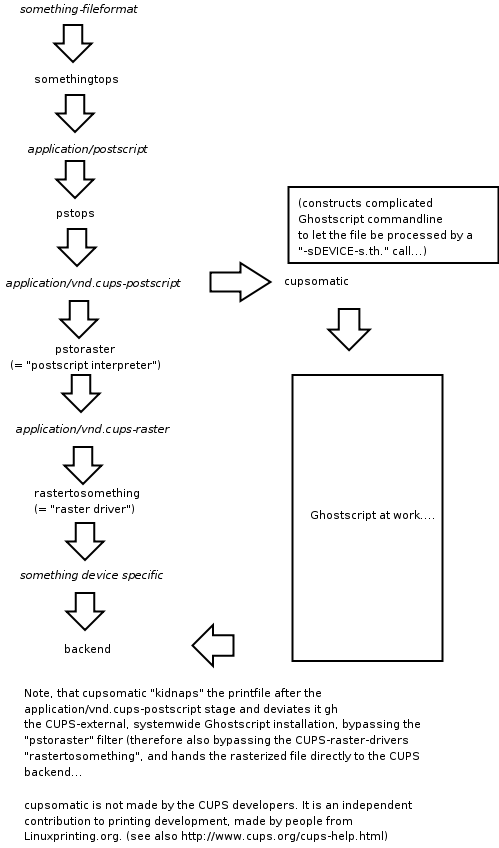 something-fileformat
somethingtops
application/postscript
pstops
application/vnd.cups-postscript
pstoraster
(= "postscript interpreter")
application/vnd.cups-raster
rastertosomething
(= "raster driver")
something device specific
backend
(constructs complicated
Ghostscript commandline
to let the file be processed by a
"-sDEVICE-s.th." call...)
cupsomatic
Ghostscript at work....
Note, that cupsomatic "kidnaps" the printfile after the
application/vnd.cups-postscript stage and deviates it gh
the CUPS-external, systemwide Ghostscript installation, bypassing the
"pstoraster" filter (therefore also bypassing the CUPS-raster-drivers
"rastertosomething", and hands the rasterized file directly to the CUPS
backend...
cupsomatic is not made by the CUPS developers. It is an independent
contribution to printing development, made by people from
Linuxprinting.org. (see also http://www.cups.org/cups-help.html)